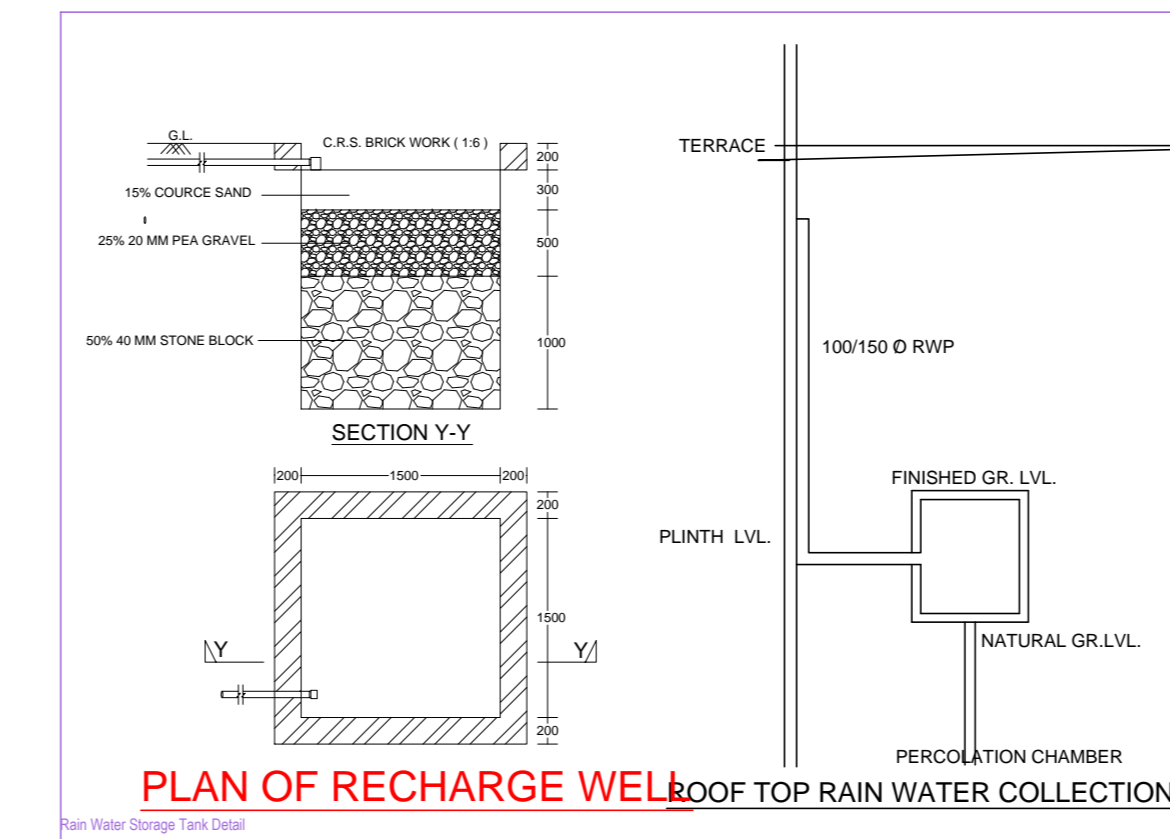 G.L.
C.R.S. BRICK WORK ( 1:6 )
200
15% COURCE SAND
300
25% 20 MM PEA GRAVEL
500
50% 40 MM STONE BLOCK
1000
SECTION Y-Y
200
1500
200
200
1500
Y
Y
200
PLAN OF RECHARGE WELL
Rain Water Storage Tank Detail
TERRACE
100/150 Ø RWP
FINISHED GR. LVL.
PLINTH LVL.
NATURAL GR.LVL.
PERCOLATION CHAMBER
ROOF TOP RAIN WATER COLLECTION